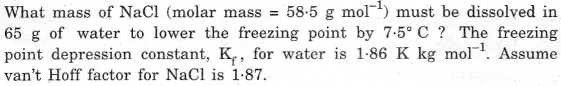 What mass of NaCl (molar mass = 58·5 g mol⁻¹) must be dissolved in
65 g of water to lower the freezing point by 7·5° C ? The freezing
point depression constant, K_f, for water is 1·86 K kg mol⁻¹. Assume
van't Hoff factor for NaCl is 1·87.